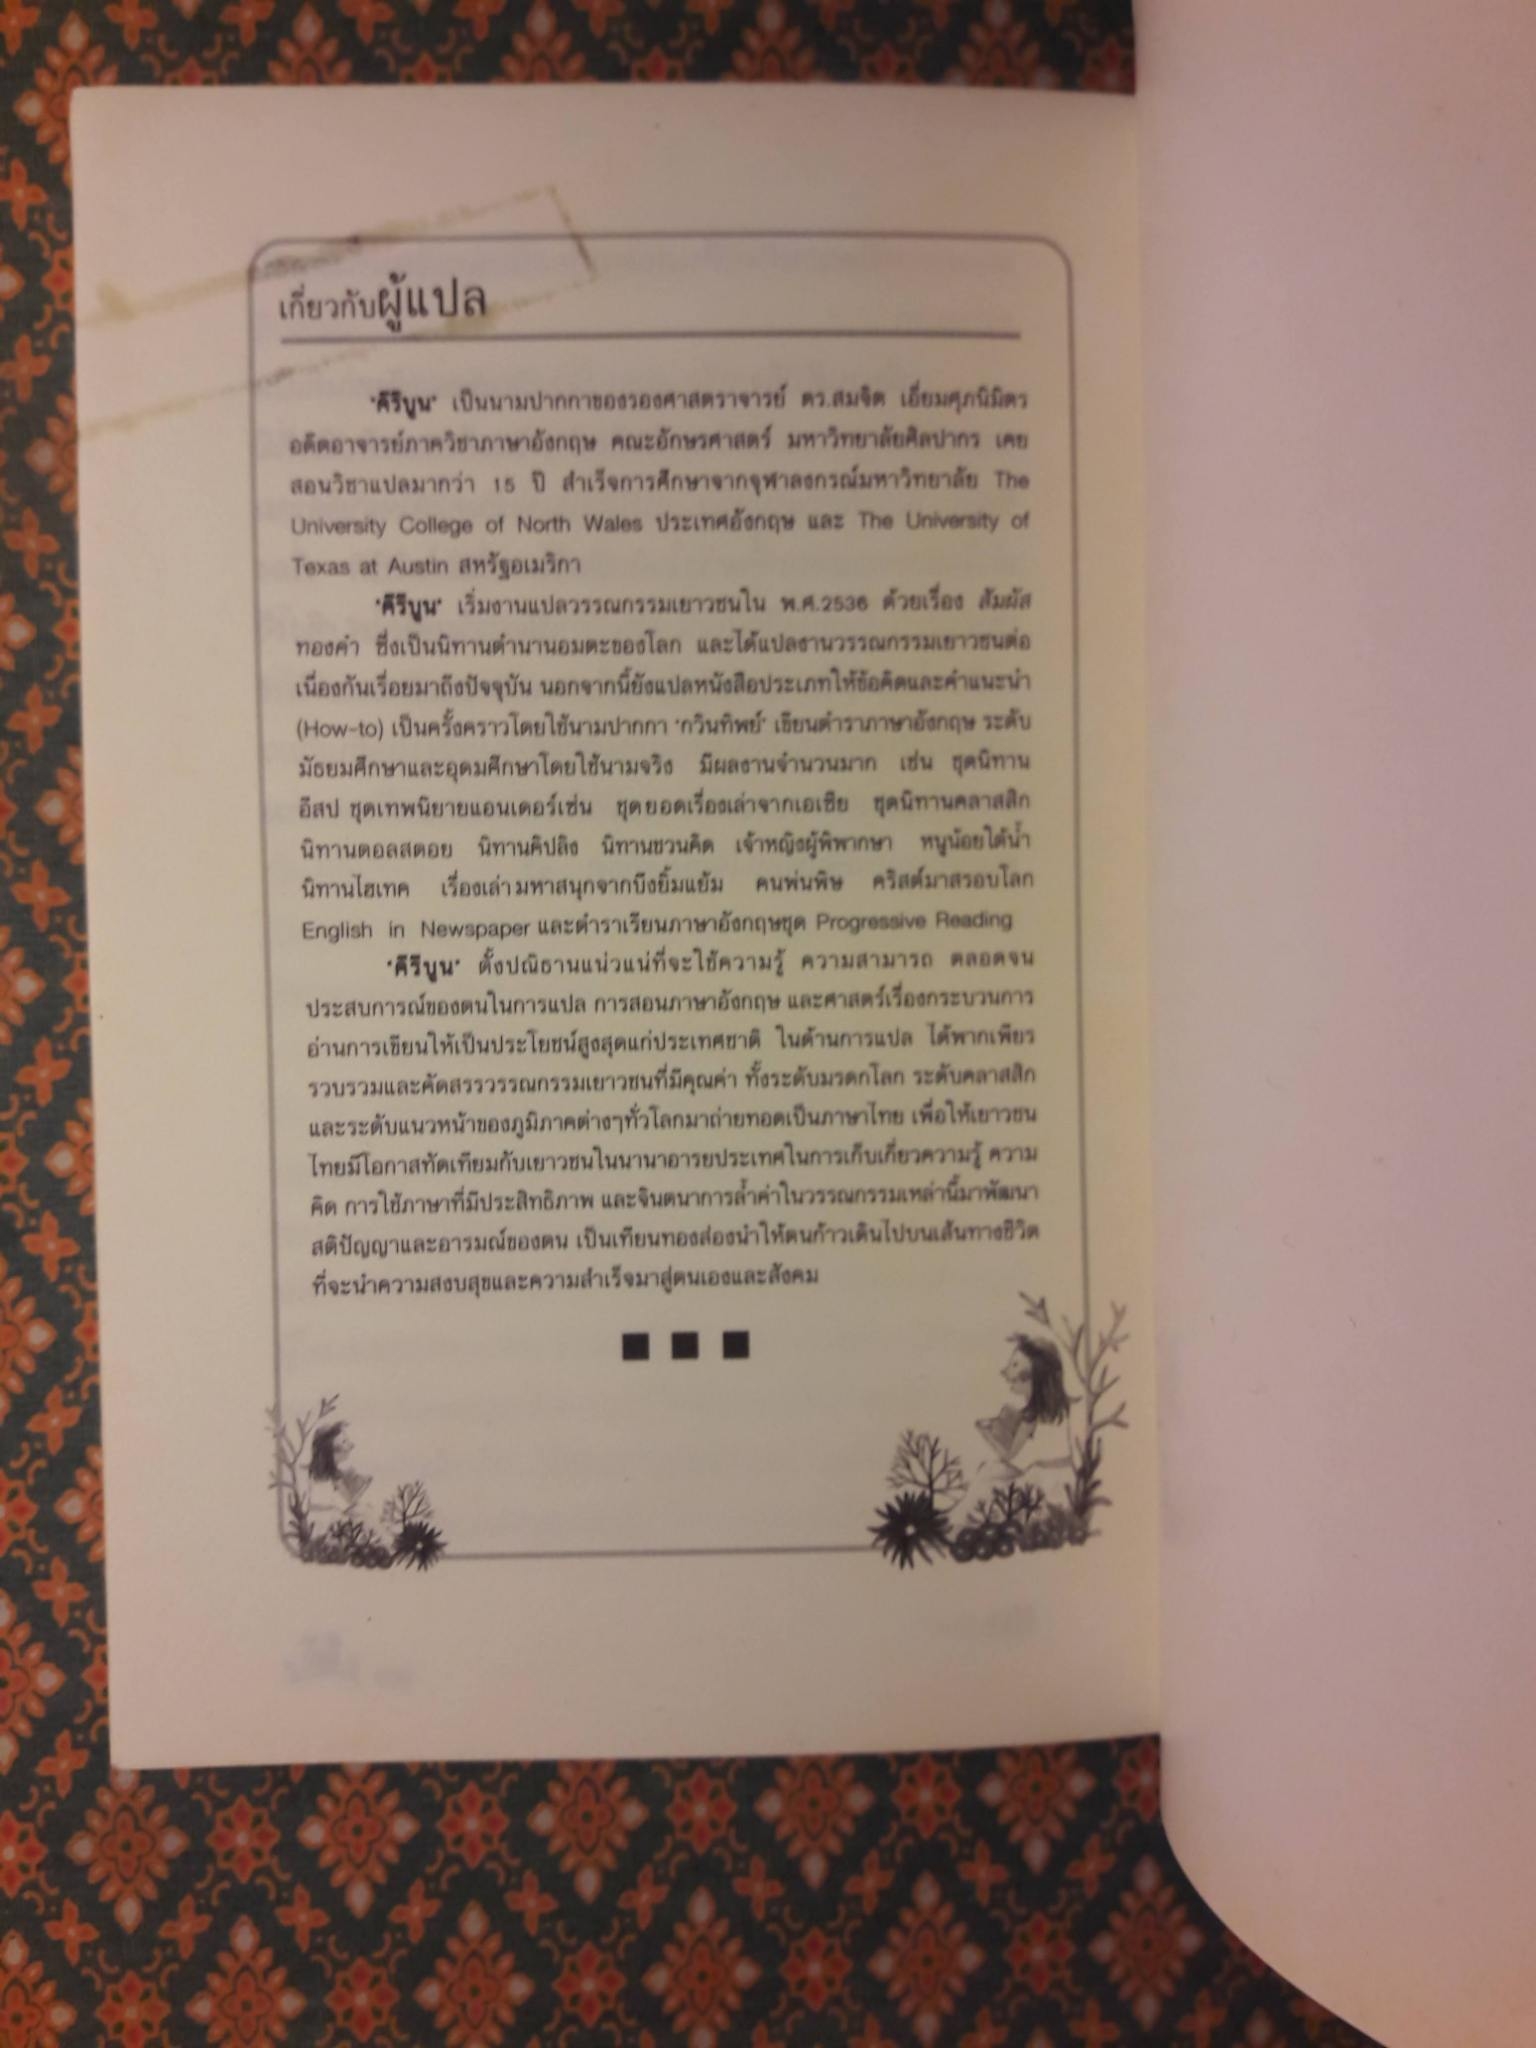 เกี่ยวกับผู้แปล
"คีรีบูน" เป็นนามปากกาของรองศาสตราจารย์ ดร.สมจิต เอี่ยมศุภนิมิตร
อดีตอาจารย์ภาควิชาภาษาอังกฤษ คณะอักษรศาสตร์ มหาวิทยาลัยศิลปากร เคย
สอนวิชาแปลมากว่า 15 ปี สำเร็จการศึกษาจากจุฬาลงกรณ์มหาวิทยาลัย The
University College of North Wales ประเทศอังกฤษ และ The University of
Texas at Austin สหรัฐอเมริกา
"คีรีบูน" เริ่มงานแปลวรรณกรรมเยาวชนใน พ.ศ.2536 ด้วยเรื่อง สัมผัส
ทองคำ ซึ่งเป็นนิทานตำนานอมตะของโลก และได้แปลงานวรรณกรรมเยาวชนต่อ
เนื่องกันเรื่อยมาถึงปัจจุบัน นอกจากนี้ยังแปลหนังสือประเภทให้ข้อคิดและคำแนะนำ
(How-to) เป็นครั้งคราวโดยใช้นามปากกา "กวินทิพย์" เขียนตำราภาษาอังกฤษ ระดับ
มัธยมศึกษาและอุดมศึกษาโดยใช้นามจริง มีผลงานจำนวนมาก เช่น ชุดนิทาน
อีสป ชุดเทพนิยายแอนเดอร์เซ่น ชุดยอดเรื่องเล่าจากเอเชีย ชุดนิทานคลาสสิก
นิทานตอลสตอย นิทานคิปลิง นิทานชวนคิด เจ้าหญิงผู้พิพากษา หนูน้อยใต้น้ำ
นิทานไฮเทค เรื่องเล่ามหาสนุกจากบึงยิ้มแย้ม คนพ่นพิษ คริสต์มาสรอบโลก
English in Newspaper และตำราเรียนภาษาอังกฤษชุด Progressive Reading
"คีรีบูน" ตั้งปณิธานแน่วแน่ที่จะใช้ความรู้ ความสามารถ ตลอดจน
ประสบการณ์ของตนในการแปล การสอนภาษาอังกฤษ และศาสตร์เรื่องกระบวนการ
อ่านการเขียนให้เป็นประโยชน์สูงสุดแก่ประเทศชาติ ในด้านการแปล ได้พากเพียร
รวบรวมและคัดสรรวรรณกรรมเยาวชนที่มีคุณค่า ทั้งระดับมรดกโลก ระดับคลาสสิก
และระดับแนวหน้าของภูมิภาคต่างๆทั่วโลกมาถ่ายทอดเป็นภาษาไทย เพื่อให้เยาวชน
ไทยมีโอกาสทัดเทียมกับเยาวชนในนานาอารยประเทศในการเก็บเกี่ยวความรู้ ความ
คิด การใช้ภาษาที่มีประสิทธิภาพ และจินตนาการล้ำค่าในวรรณกรรมเหล่านี้มาพัฒนา
สติปัญญาและอารมณ์ของตน เป็นเทียนทองส่องนำให้ตนก้าวเดินไปบนเส้นทางชีวิต
ที่จะนำความสงบสุขและความสำเร็จมาสู่ตนเองและสังคม